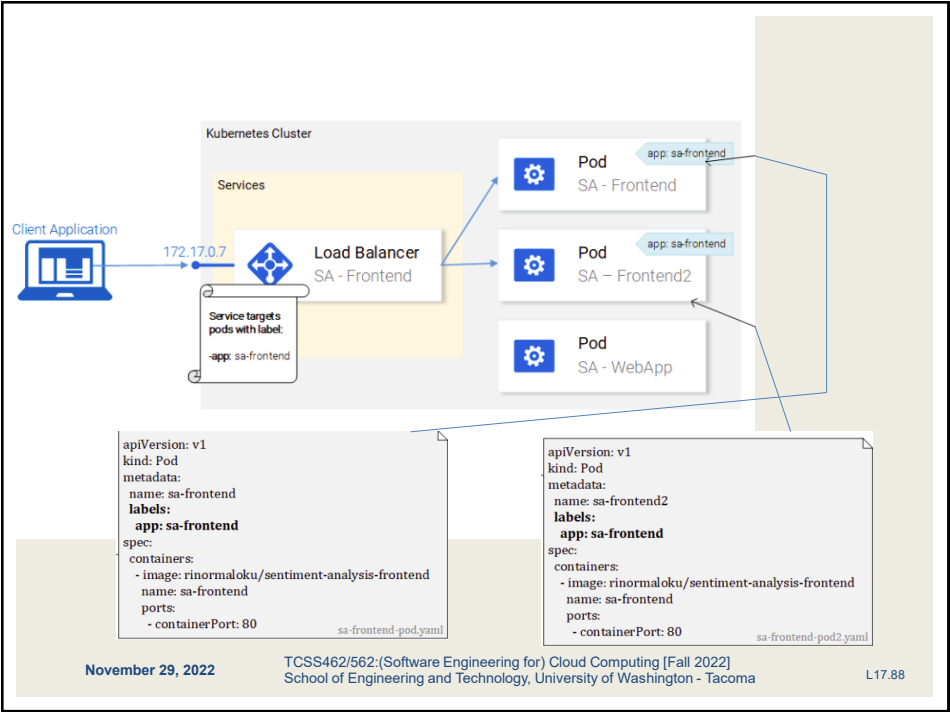 Kubernetes Cluster
Services
Client Application
172.17.0.7
Load Balancer
SA - Frontend
Service targets
pods with label:
-app: sa-frontend
Pod
SA - Frontend
app: sa-frontend
Pod
SA – Frontend2
app: sa-frontend
Pod
SA - WebApp
apiVersion: v1
kind: Pod
metadata:
name: sa-frontend
labels:
app: sa-frontend
spec:
containers:
- image: rinormaloku/sentiment-analysis-frontend
name: sa-frontend
ports:
- containerPort: 80
sa-frontend-pod.yaml
apiVersion: v1
kind: Pod
metadata:
name: sa-frontend2
labels:
app: sa-frontend
spec:
containers:
- image: rinormaloku/sentiment-analysis-frontend
name: sa-frontend
ports:
- containerPort: 80
sa-frontend-pod2.yaml
November 29, 2022
TCSS462/562:(Software Engineering for) Cloud Computing [Fall 2022]
School of Engineering and Technology, University of Washington - Tacoma
L17.88